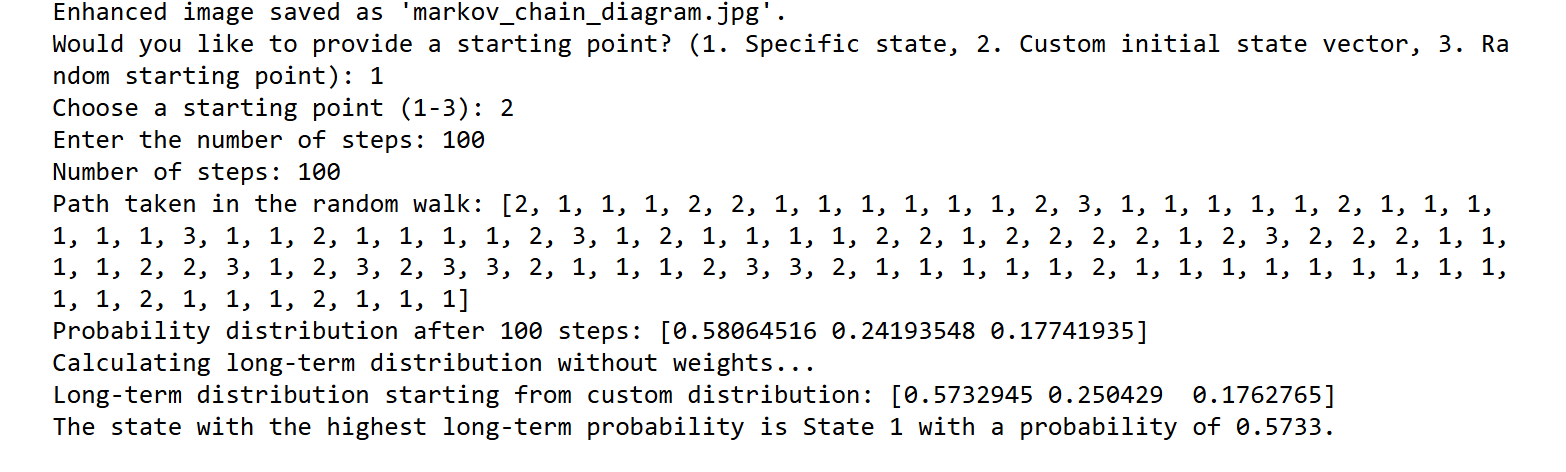 Enhanced image saved as 'markov_chain_diagram.jpg'.
Would you like to provide a starting point? (1. Specific state, 2. Custom initial state vector, 3. Ra
ndom starting point): 1
Choose a starting point (1-3): 2
Enter the number of steps: 100
Number of steps: 100
Path taken in the random walk: [2, 1, 1, 1, 2, 2, 1, 1, 1, 1, 1, 1, 2, 3, 1, 1, 1, 1, 1, 2, 1, 1, 1,
1, 1, 1, 3, 1, 1, 2, 1, 1, 1, 1, 2, 3, 1, 2, 1, 1, 1, 1, 2, 2, 1, 2, 2, 2, 2, 1, 2, 3, 2, 2, 2, 1, 1,
1, 1, 2, 2, 3, 1, 2, 3, 2, 3, 3, 2, 1, 1, 1, 2, 3, 3, 2, 1, 1, 1, 1, 1, 2, 1, 1, 1, 1, 1, 1, 1, 1, 1,
1, 1, 2, 1, 1, 1, 2, 1, 1, 1]
Probability distribution after 100 steps: [0.58064516 0.24193548 0.17741935]
Calculating long-term distribution without weights...
Long-term distribution starting from custom distribution: [0.5732945 0.250429  0.1762765]
The state with the highest long-term probability is State 1 with a probability of 0.5733.